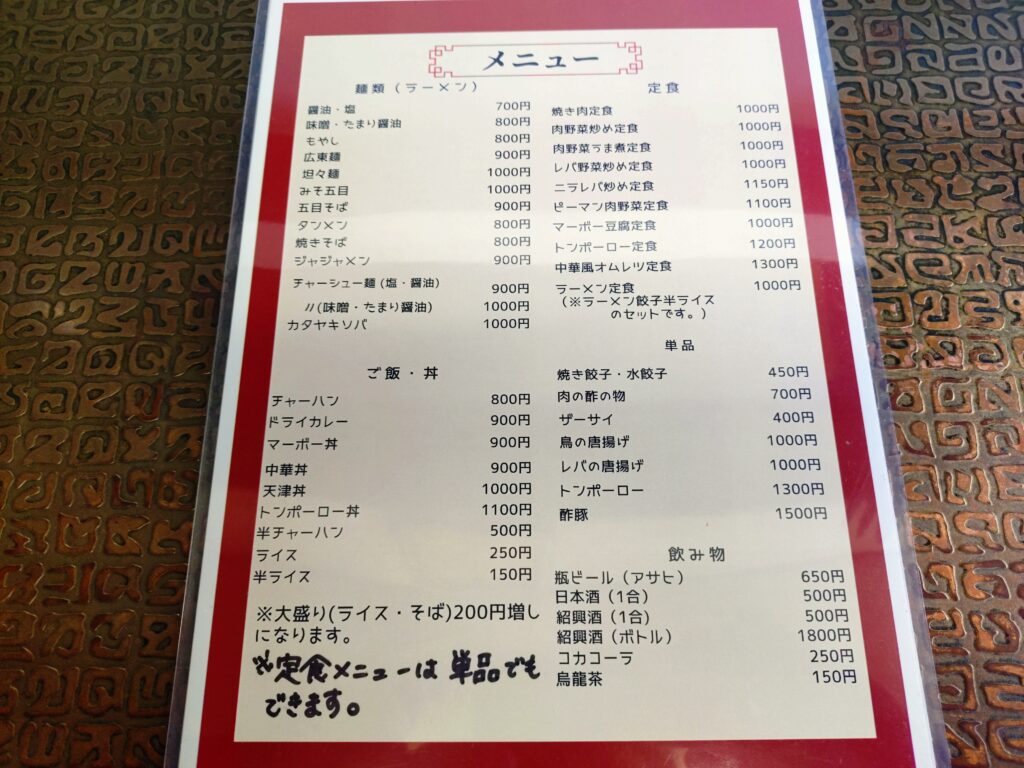 メニュー
麺類(ラーメン)
醤油・塩 700円
味噌・たまり醤油 800円
もやし 800円
広東麺 900円
坦々麺 1000円
みそ五目 1000円
五目そば 900円
タンメン 800円
焼きそば 800円
ジャジャメン 900円
チャーシュー麺(塩・醤油) 900円
〃(味噌・たまり醤油) 1000円
カタヤキソバ 1000円
ご飯・丼
チャーハン 800円
ドライカレー 900円
マーボー丼 900円
中華丼 900円
天津丼 1000円
トンポーロー丼 1100円
半チャーハン 500円
ライス 250円
半ライス 150円
※大盛り(ライス・そば)200円増し
になります。
※定食メニューは単品でも
できます。
定食
焼き肉定食 1000円
肉野菜炒め定食 1000円
肉野菜うま煮定食 1000円
レバ野菜炒め定食 1000円
ニラレバ炒め定食 1150円
ピーマン肉野菜定食 1100円
マーボー豆腐定食 1000円
トンポーロー定食 1200円
中華風オムレツ定食 1300円
ラーメン定食 1000円
(※ラーメン餃子半ライス
のセットです。)
単品
焼き餃子・水餃子 450円
肉の酢の物 700円
ザーサイ 400円
鳥の唐揚げ 1000円
レバの唐揚げ 1000円
トンポーロー 1300円
酢豚 1500円
飲み物
瓶ビール(アサヒ) 650円
日本酒(1合) 500円
紹興酒(1合) 500円
紹興酒(ボトル) 1800円
コカコーラ 250円
烏龍茶 150円